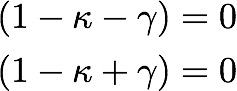 (1 − κ − γ) = 0
(1 − κ + γ) = 0